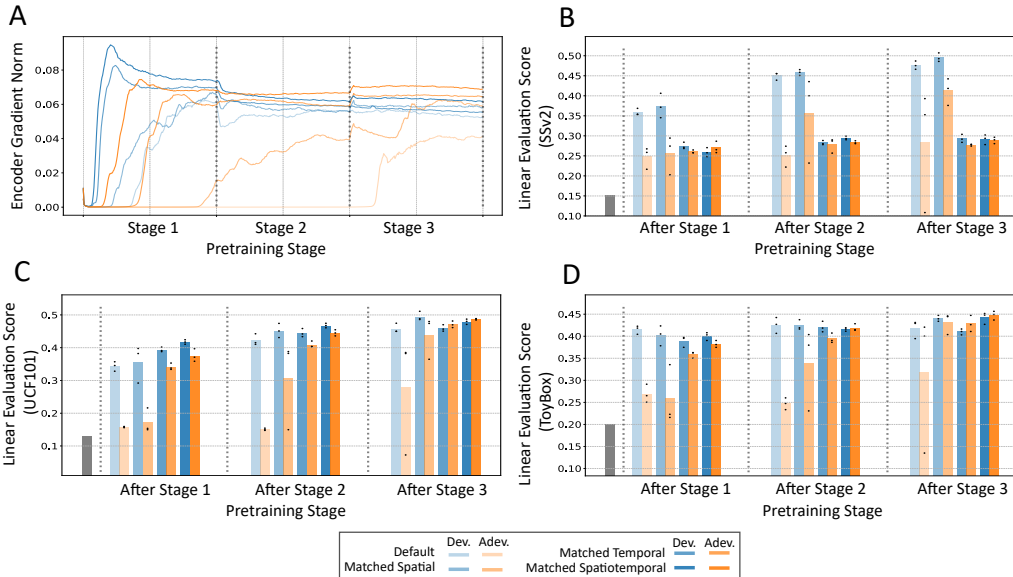 A
Encoder Gradient Norm
0.08
0.06
0.04
0.02
0.00
Stage 1
Stage 2
Stage 3
Pretraining Stage
B
Linear Evaluation Score
(SSv2)
0.50
0.45
0.40
0.35
0.30
0.25
0.20
0.15
0.10
After Stage 1
After Stage 2
After Stage 3
Pretraining Stage
C
Linear Evaluation Score
(UCF101)
0.5
0.4
0.3
0.2
0.1
After Stage 1
After Stage 2
After Stage 3
Pretraining Stage
D
Linear Evaluation Score
(ToyBox)
0.45
0.40
0.35
0.30
0.25
0.20
0.15
0.10
After Stage 1
After Stage 2
After Stage 3
Pretraining Stage
Dev. Adev. Dev. Adev.
Default Matched Temporal
Matched Spatial Matched Spatiotemporal